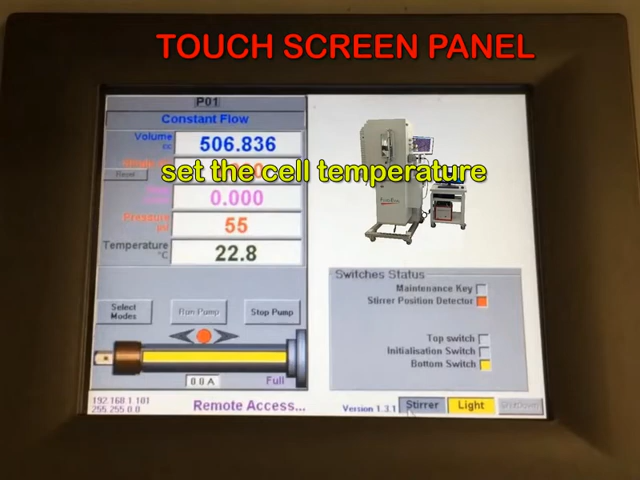 TOUCH SCREEN PANEL
P01
Constant Flow
Volume
cc
506.836
set the cell temperature
Reset
0.000
Pressure
55
Temperature
°C
22.8
Switches Status
Maintenance Key
Stirrer Position Detector
Select
Modes
Run Pump
Stop Pump
Top switch
Initialisation Switch
Bottom Switch
0.0 A
Full
192.168.1.101
255.255.0.0
Remote Access...
Version 1.3.1
Stirrer
Light
ShutDown